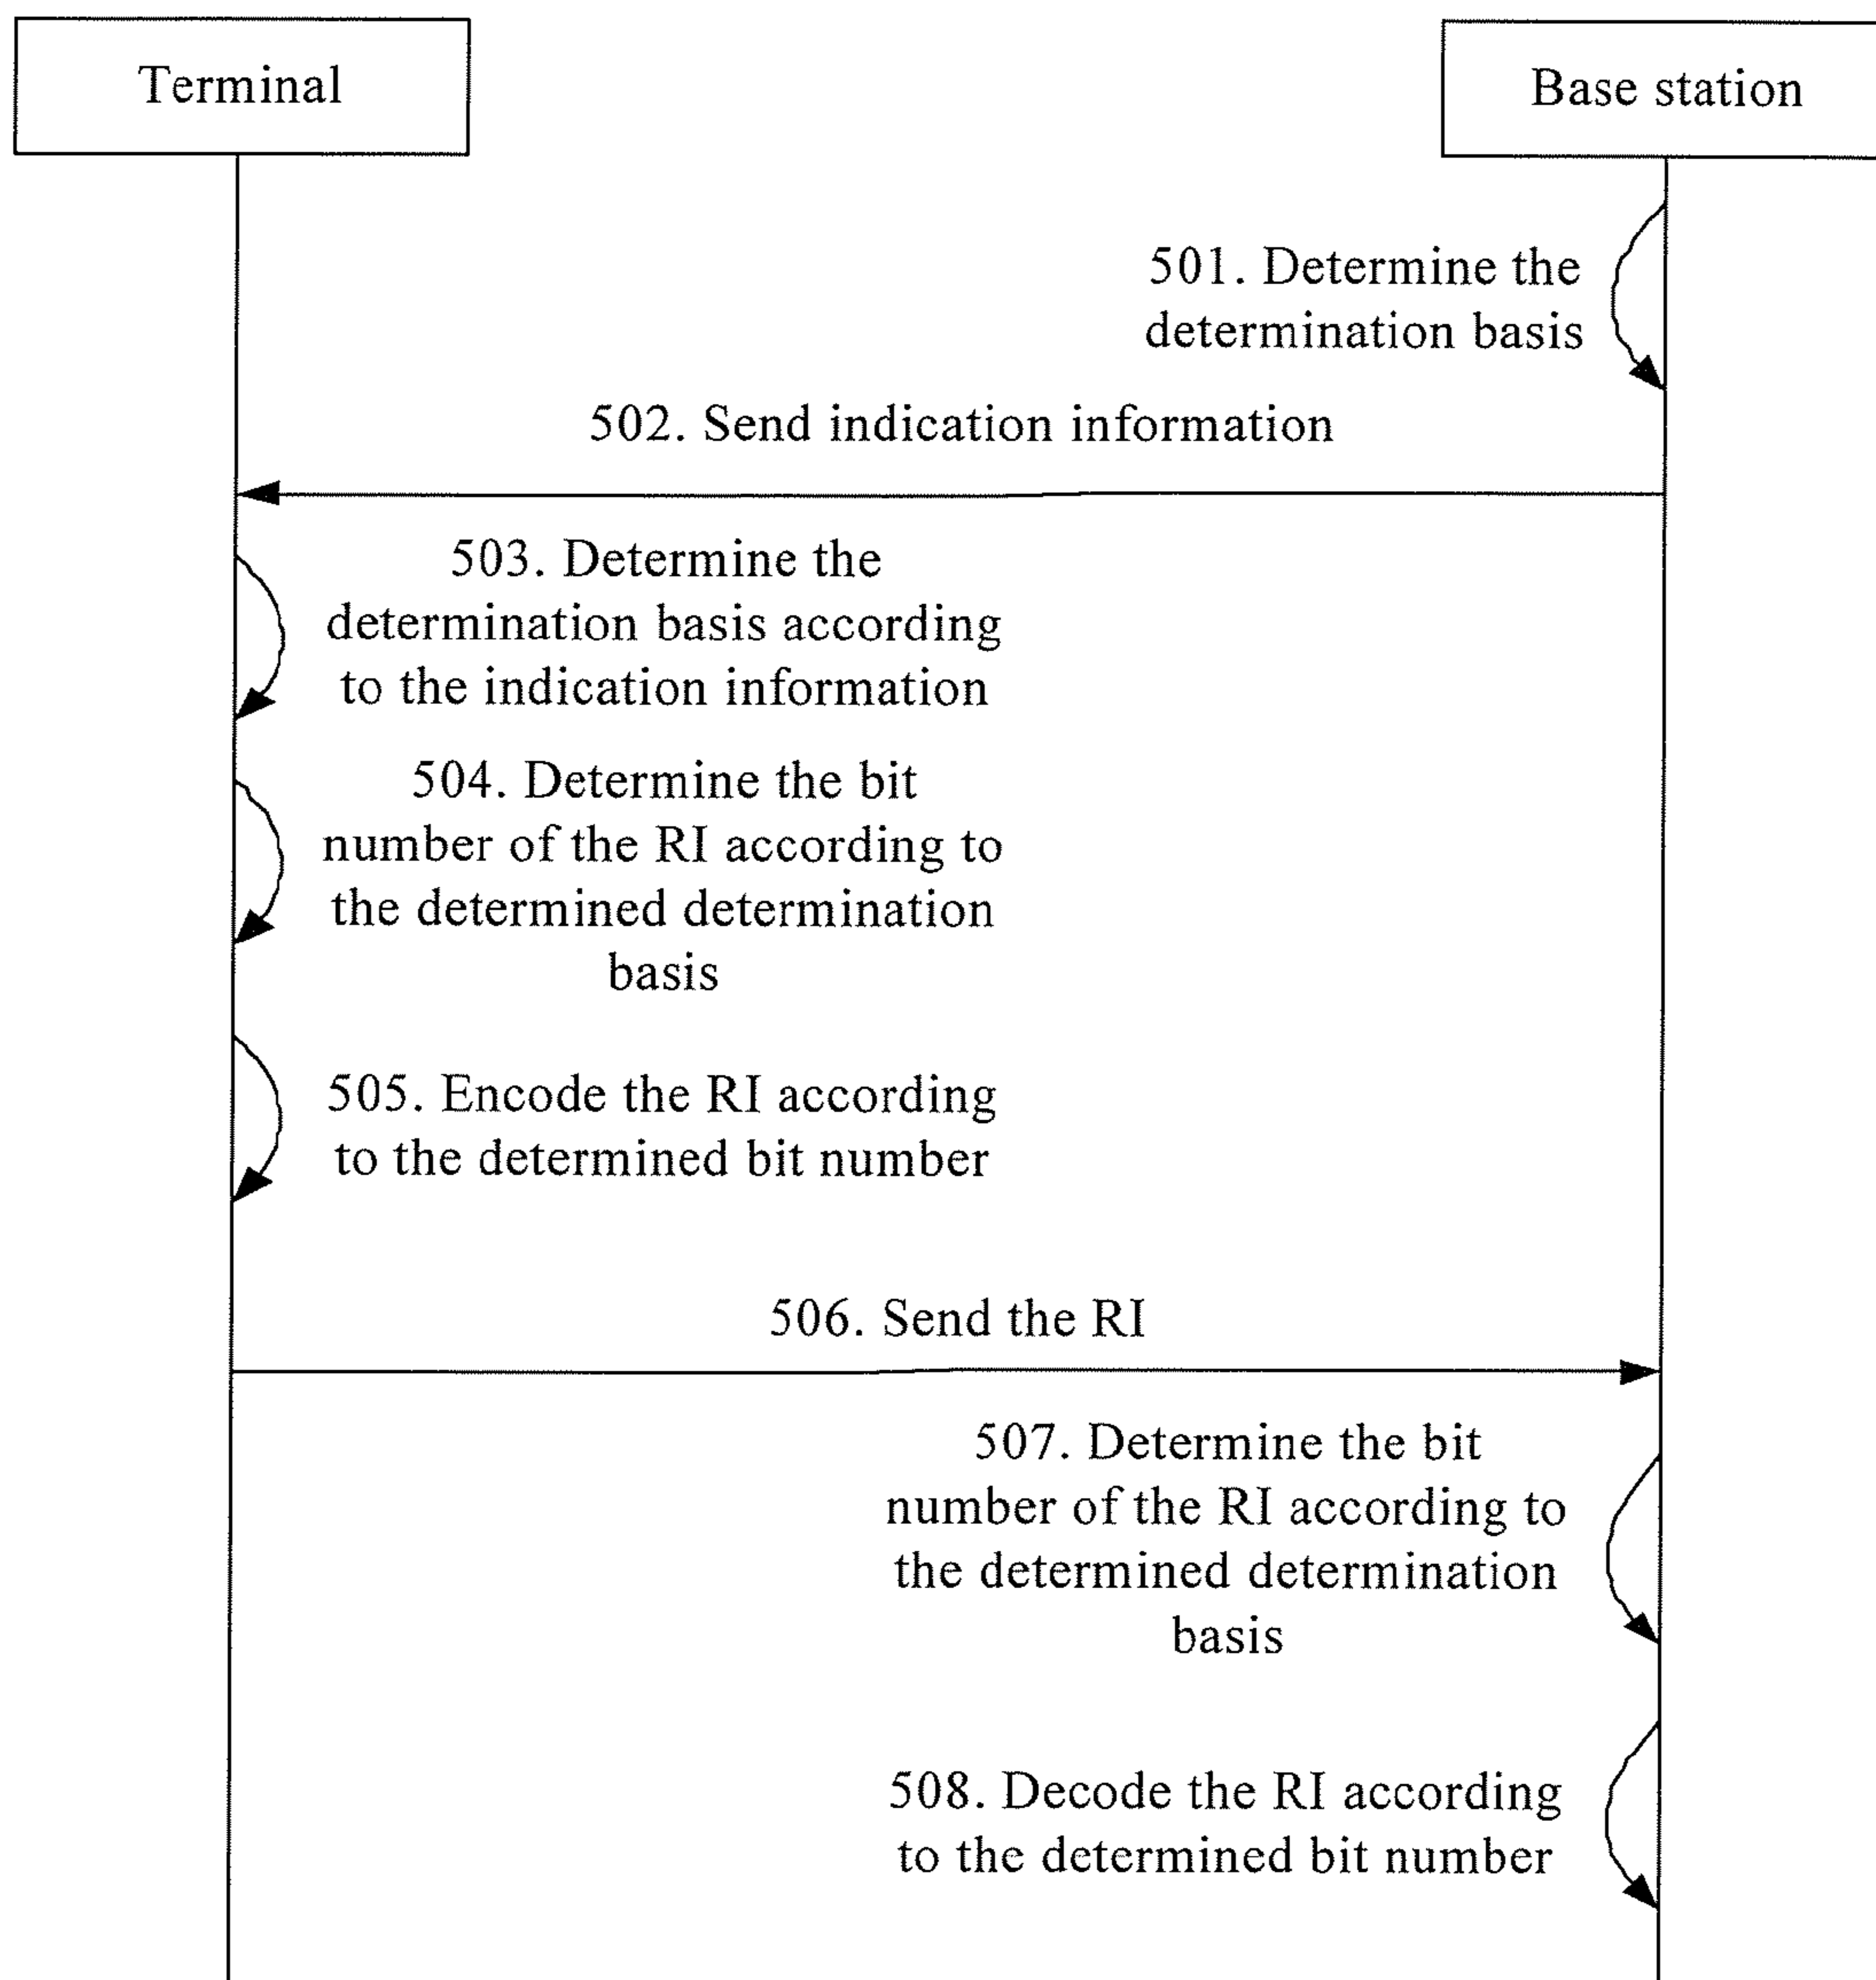 Terminal
Base station
501. Determine the
determination basis
502. Send indication information
503. Determine the
determination basis according
to the indication information
504. Determine the bit
number of the RI according to
the determined determination
basis
505. Encode the RI according
to the determined bit number
506. Send the RI
507. Determine the bit
number of the RI according to
the determined determination
basis
508. Decode the RI according
to the determined bit number